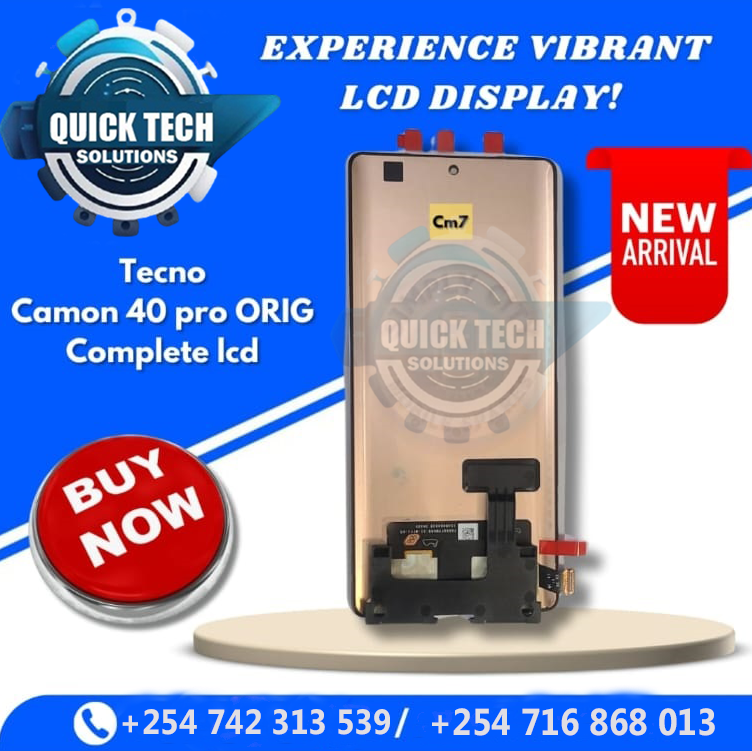 EXPERIENCE VIBRANT
LCD DISPLAY!
QUICK TECH
SOLUTIONS
Cm7
NEW
ARRIVAL
Tecno
Camon 40 pro ORIG
Complete lcd
QUICK TECH
SOLUTIONS
BUY
NOW
+254 742 313 539/ +254 716 868 013